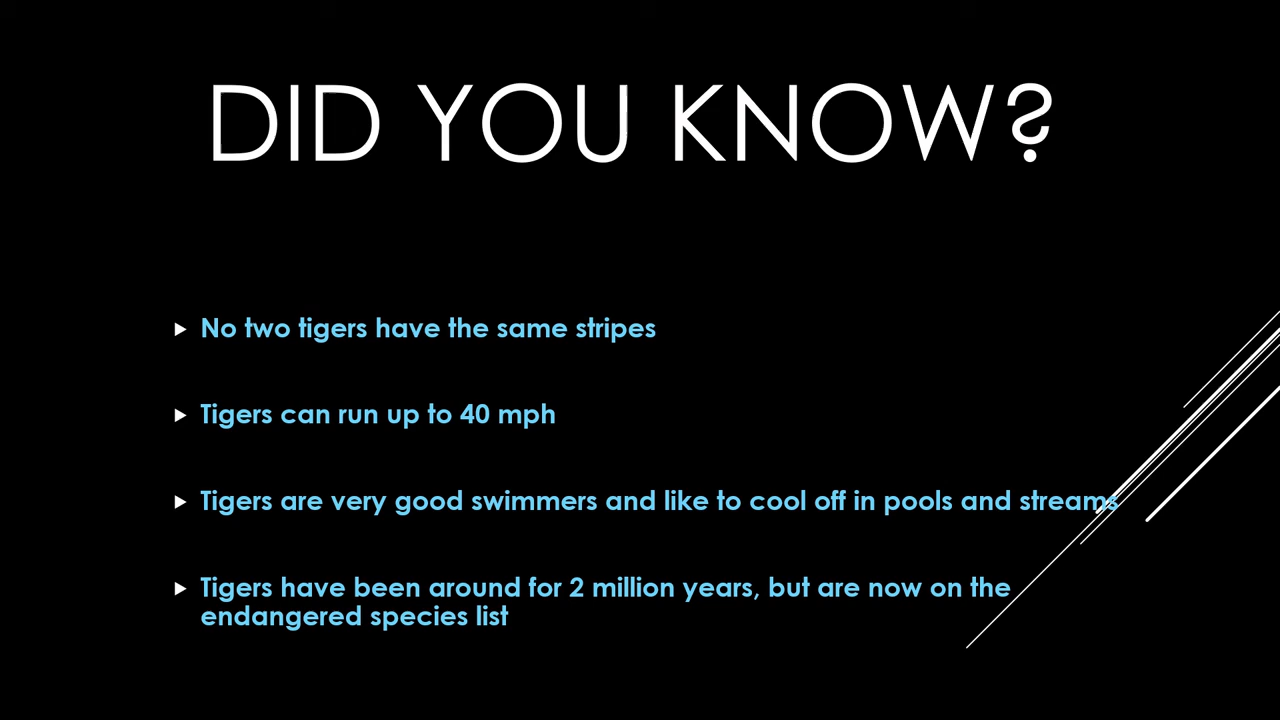 DID YOU KNOW?
No two tigers have the same stripes
Tigers can run up to 40 mph
Tigers are very good swimmers and like to cool off in pools and streams
Tigers have been around for 2 million years, but are now on the
endangered species list